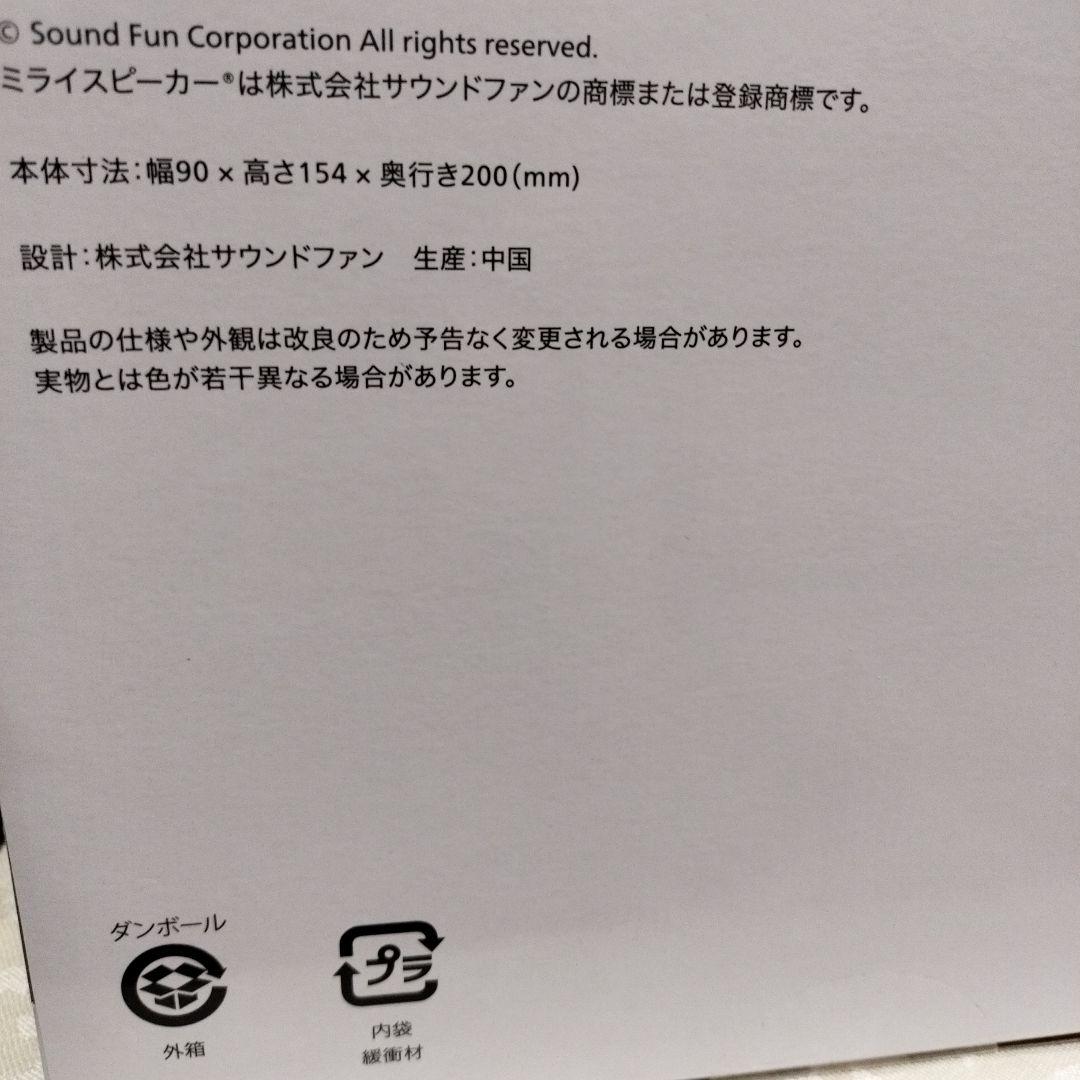 © Sound Fun Corporation All rights reserved.
ミライスピーカー®は株式会社サウンドファンの商標または登録商標です。
本体寸法：幅90 × 高さ154 × 奥行き200（mm）
設計：株式会社サウンドファン　生産：中国
製品の仕様や外観は改良のため予告なく変更される場合があります。
実物とは色が若干異なる場合があります。
ダンボール
外箱
プラ
内袋
緩衝材